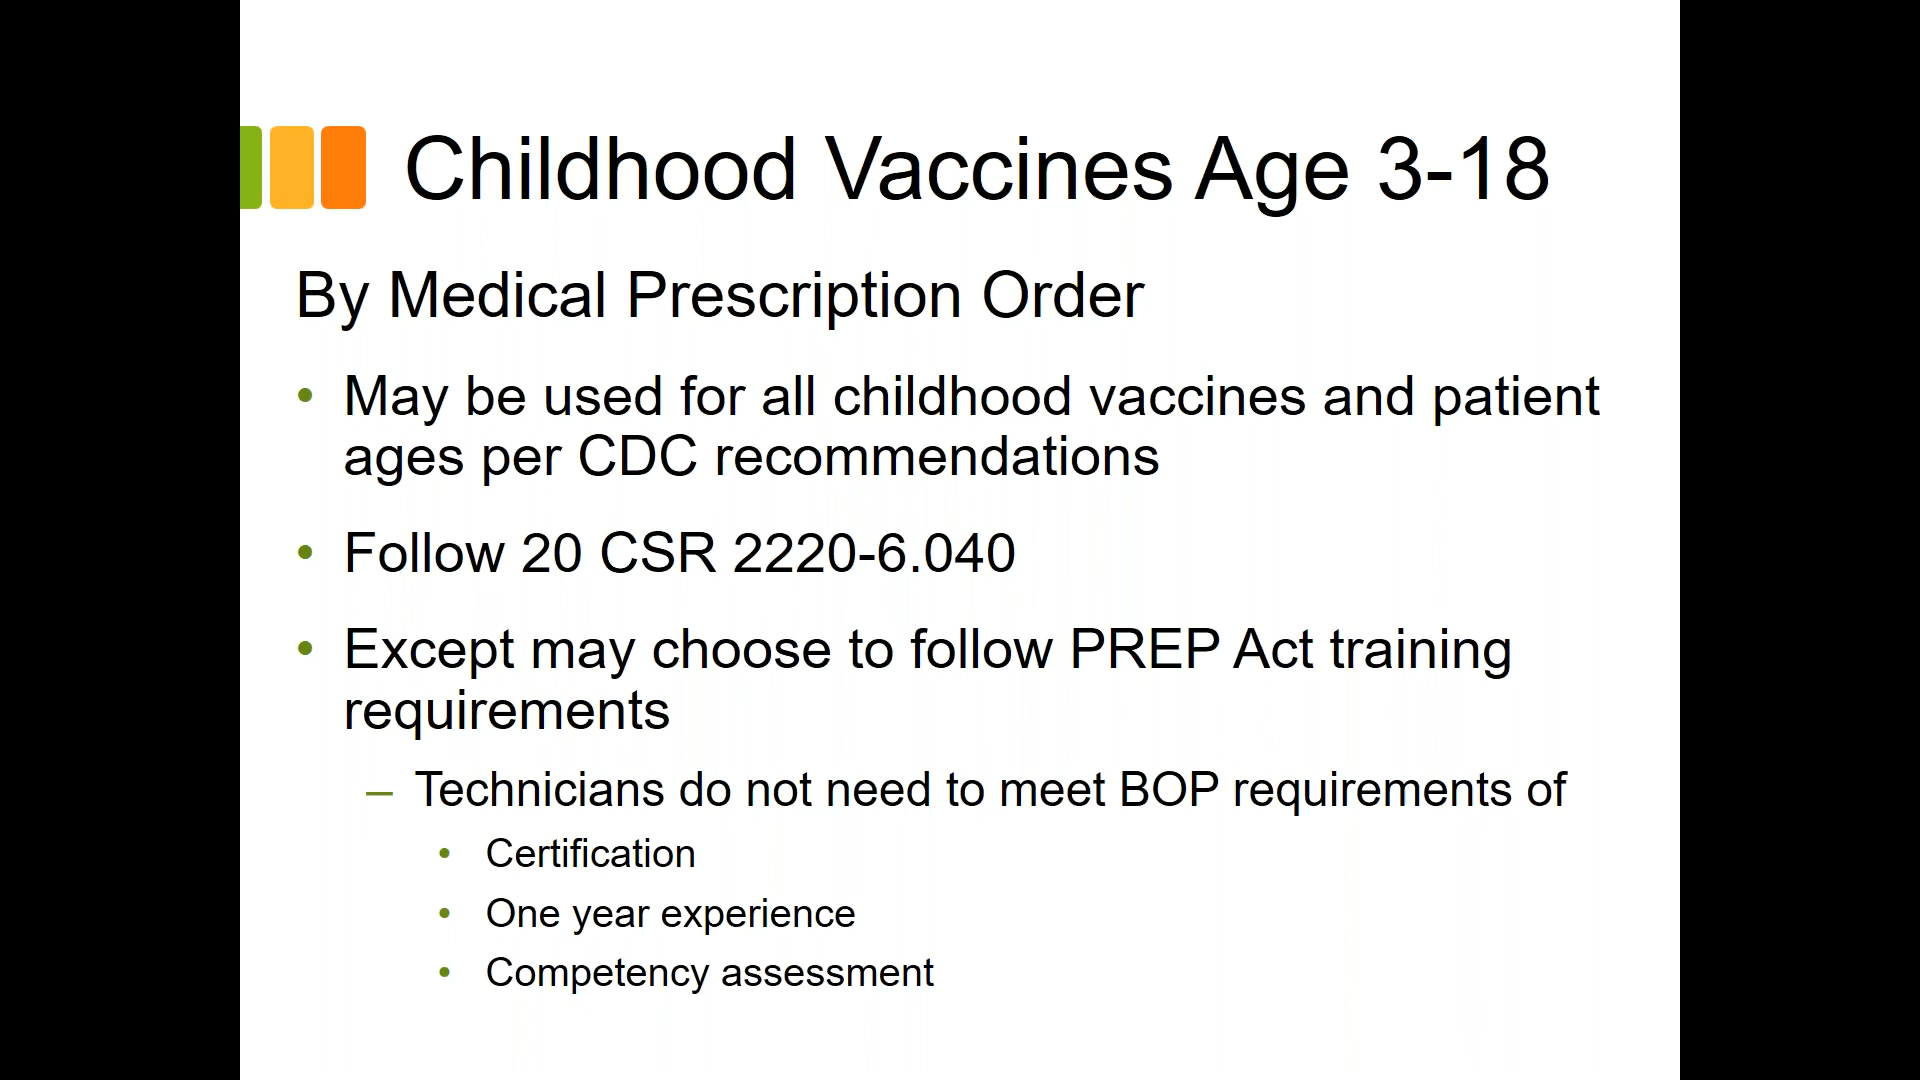 Childhood Vaccines Age 3-18
By Medical Prescription Order
• May be used for all childhood vaccines and patient
ages per CDC recommendations
• Follow 20 CSR 2220-6.040
• Except may choose to follow PREP Act training
requirements
– Technicians do not need to meet BOP requirements of
• Certification
• One year experience
• Competency assessment